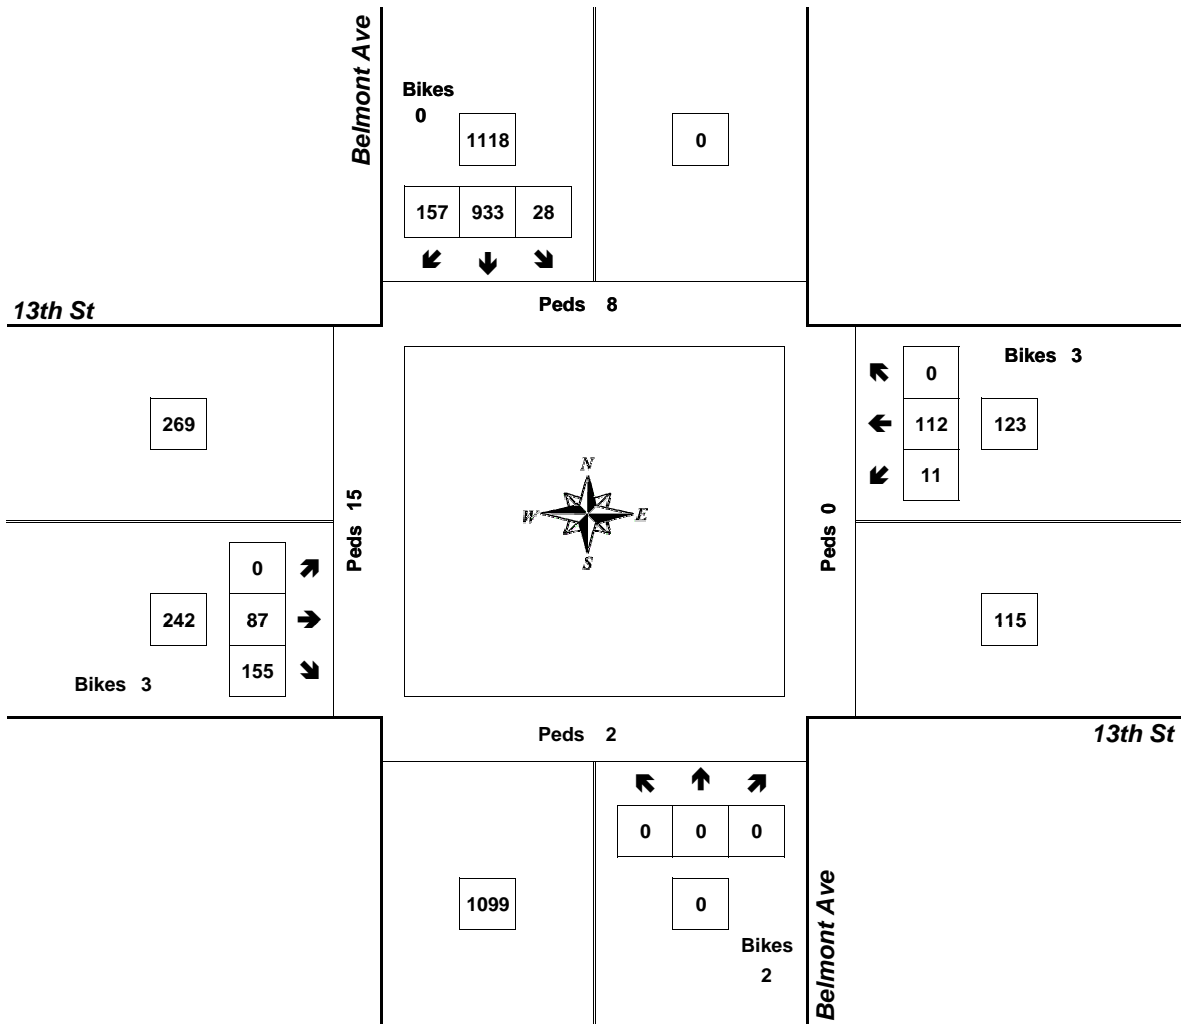 Belmont Ave
Bikes
0
1118
0
157 933 28
Peds 8
13th St
Bikes 3
0
112
11
123
269
N
W E
S
Peds 15
Peds 0
0
87
155
242
Bikes 3
115
Peds 2
13th St
0 0 0
1099
0
Bikes
2
Belmont Ave